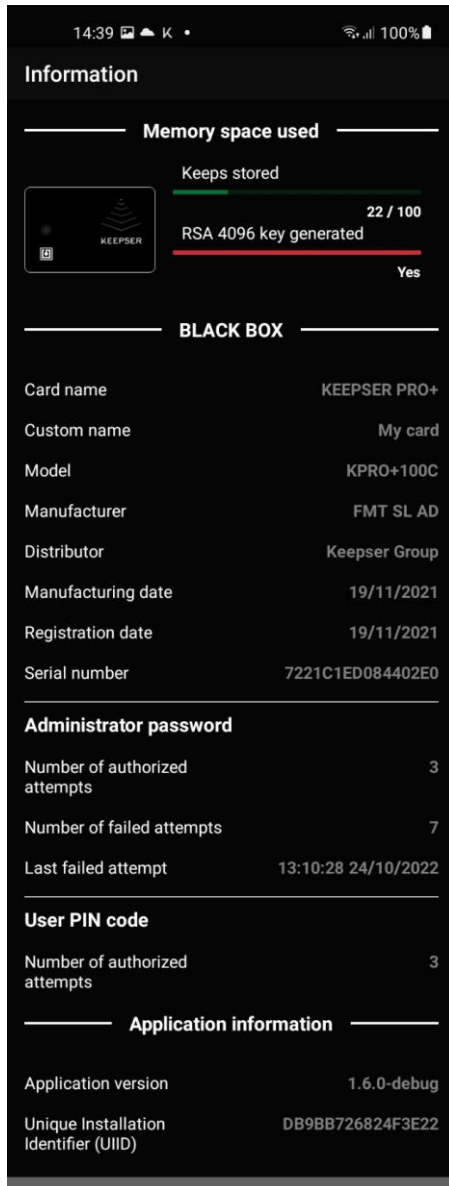 14:39 K •
100%
Information
Memory space used
KEEPSER
Keeps stored
22 / 100
RSA 4096 key generated
Yes
BLACK BOX
Card name KEEPSER PRO+
Custom name My card
Model KPRO+100C
Manufacturer FMT SL AD
Distributor Keepser Group
Manufacturing date 19/11/2021
Registration date 19/11/2021
Serial number 7221C1ED084402E0
Administrator password
Number of authorized 3
attempts
Number of failed attempts 7
Last failed attempt 13:10:28 24/10/2022
User PIN code
Number of authorized 3
attempts
Application information
Application version 1.6.0-debug
Unique Installation DB9BB726824F3E22
Identifier (UIID)